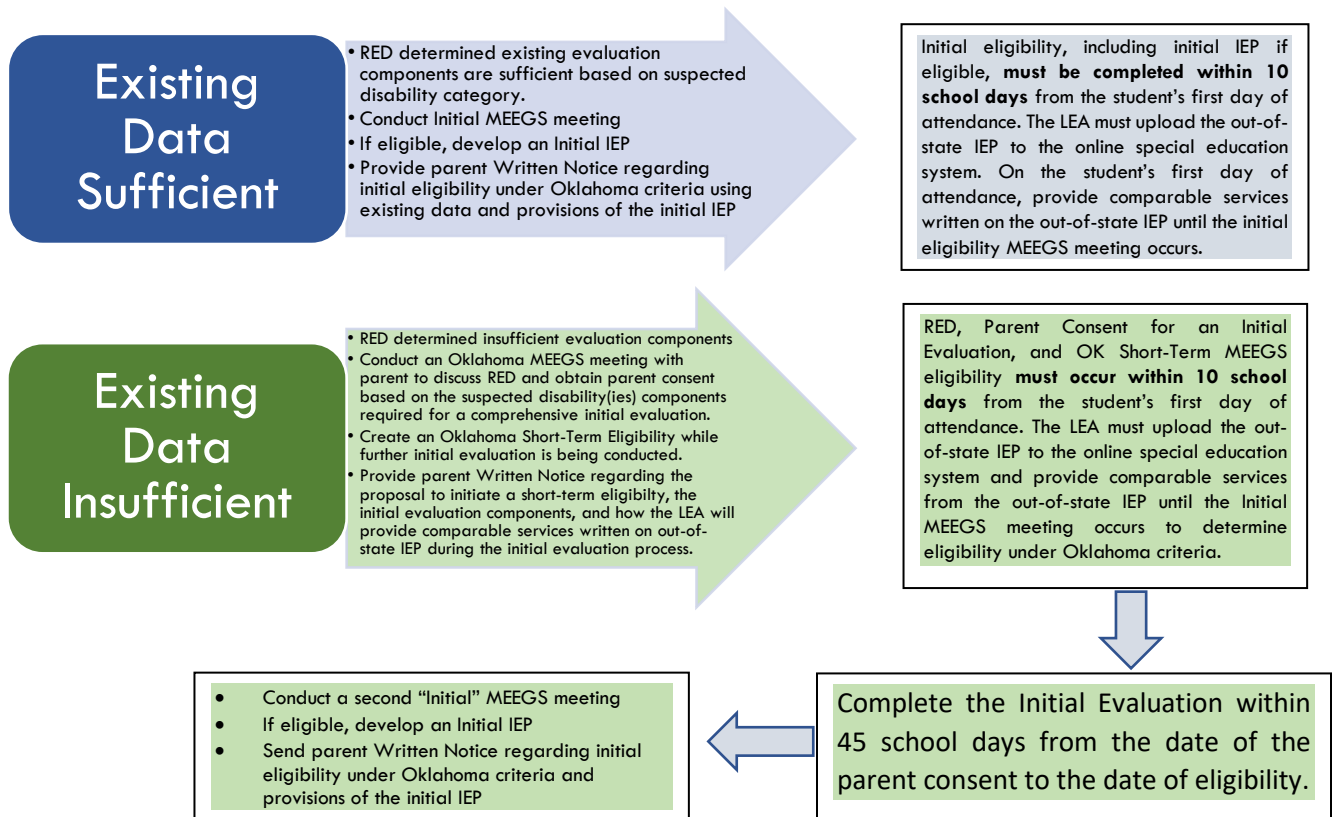 Existing
Data
Sufficient
• RED determined existing evaluation
components are sufficient based on suspected
disability category.
• Conduct Initial MEEGS meeting
• If eligible, develop an Initial IEP
• Provide parent Written Notice regarding
initial eligibility under Oklahoma criteria using
existing data and provisions of the initial IEP
Initial eligibility, including initial IEP if
eligible, must be completed within 10
school days from the student’s first day of
attendance. The LEA must upload the out-of-
state IEP to the online special education
system. On the student’s first day of
attendance, provide comparable services
written on the out-of-state IEP until the initial
eligibility MEEGS meeting occurs.
Existing
Data
Insufficient
• RED determined insufficient evaluation components
• Conduct an Oklahoma MEEGS meeting with
parent to discuss RED and obtain parent consent
based on the suspected disability(ies) components
required for a comprehensive initial evaluation.
• Create an Oklahoma Short-Term Eligibility while
further initial evaluation is being conducted.
• Provide parent Written Notice regarding the
proposal to initiate a short-term eligibilty, the
initial evaluation components, and how the LEA will
provide comparable services written on out-of-
state IEP during the initial evaluation process.
RED, Parent Consent for an Initial
Evaluation, and OK Short-Term MEEGS
eligibility must occur within 10 school
days from the student’s first day of
attendance. The LEA must upload the out-
of-state IEP to the online special education
system and provide comparable services
from the out-of-state IEP until the Initial
MEEGS meeting occurs to determine
eligibility under Oklahoma criteria.
Complete the Initial Evaluation within
45 school days from the date of the
parent consent to the date of eligibility.
• Conduct a second “Initial” MEEGS meeting
• If eligible, develop an Initial IEP
• Send parent Written Notice regarding initial
eligibility under Oklahoma criteria and
provisions of the initial IEP